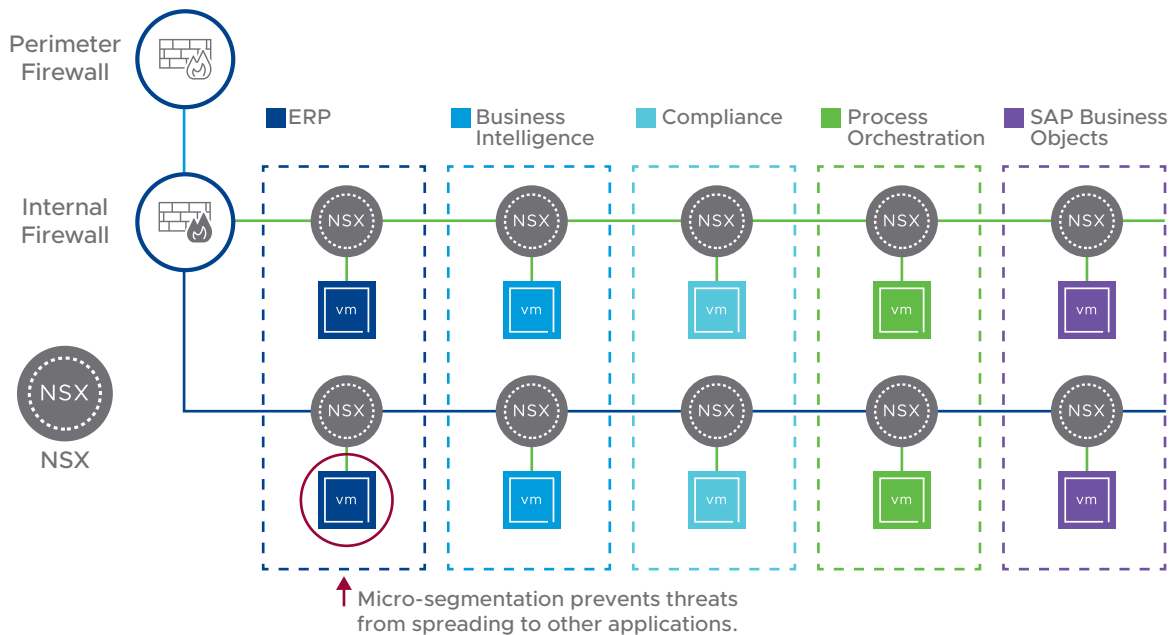 Perimeter
Firewall
ERP
Business
Intelligence
Compliance
Process
Orchestration
SAP Business
Objects
Internal
Firewall
NSX
NSX
NSX
NSX
NSX
vm
vm
vm
vm
vm
NSX
NSX
NSX
NSX
NSX
NSX
NSX
vm
vm
vm
vm
vm
Micro-segmentation prevents threats
from spreading to other applications.